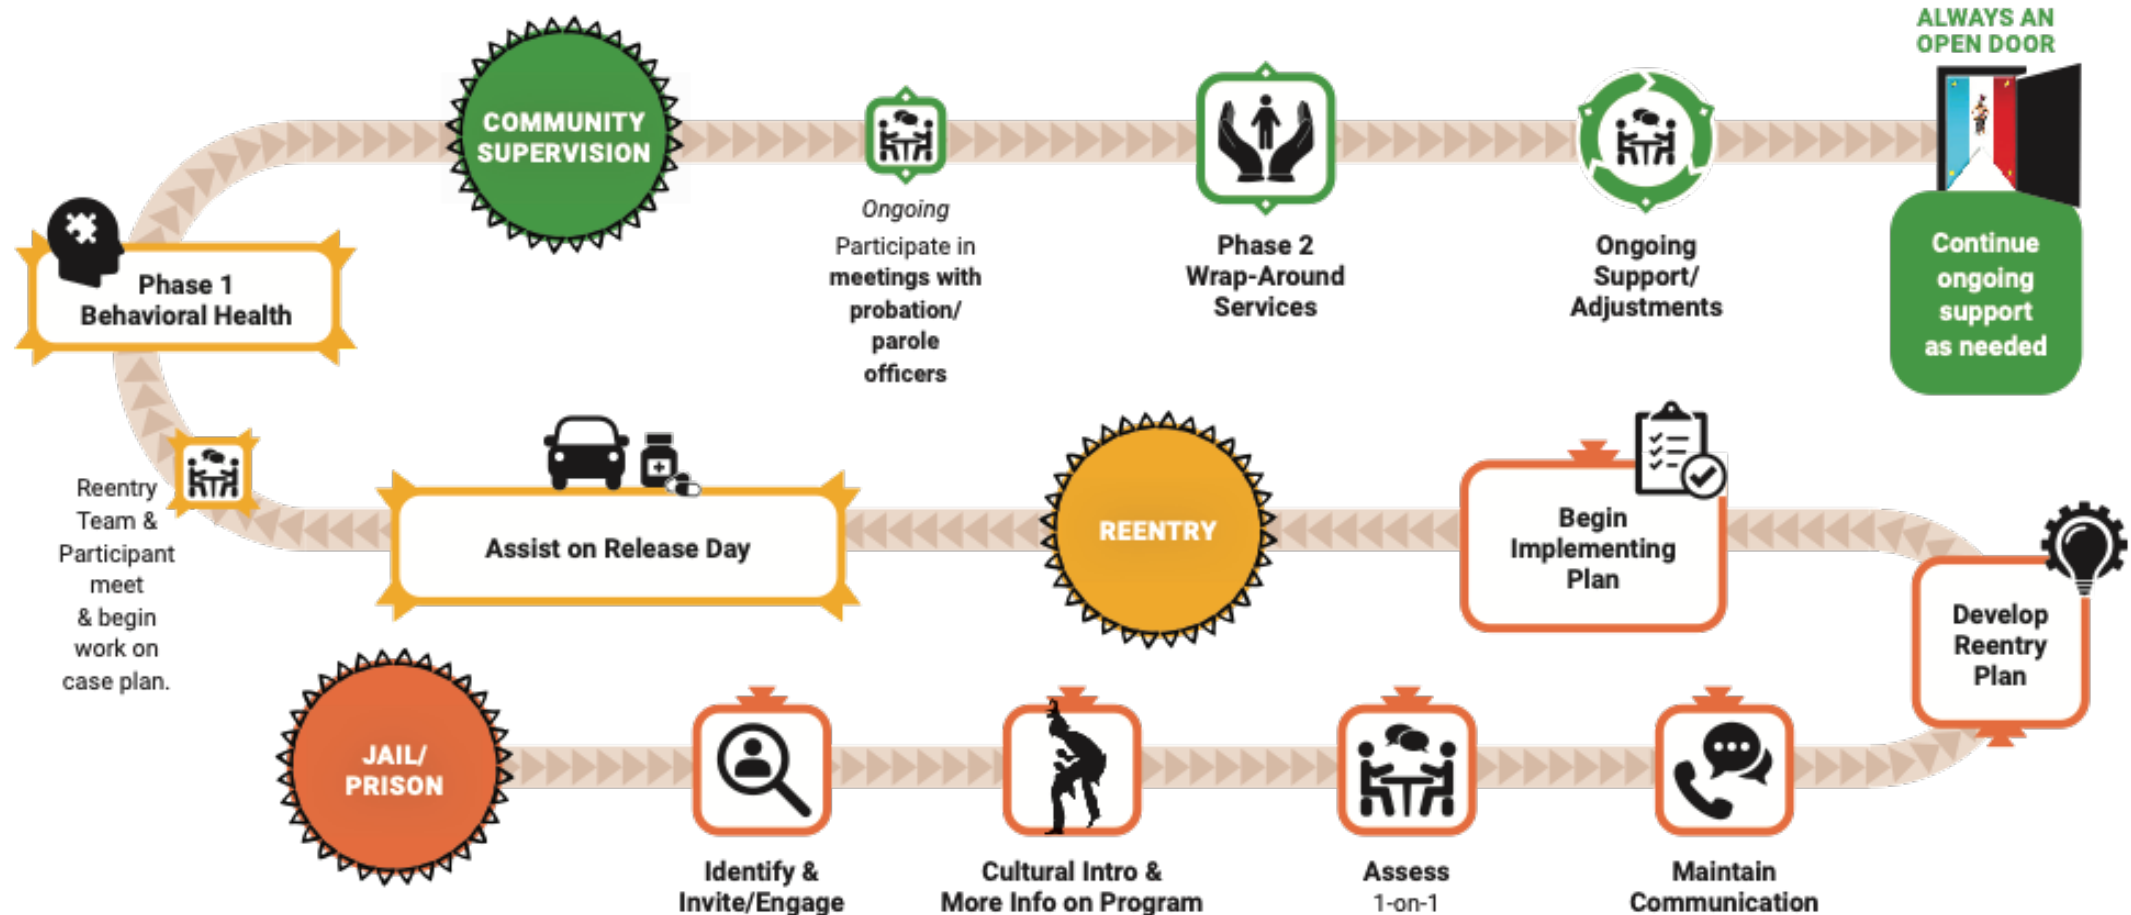 ALWAYS AN
OPEN DOOR
COMMUNITY
SUPERVISION
Ongoing
Participate in
meetings with
probation/
parole
officers
Phase 2
Wrap-Around
Services
Ongoing
Support/
Adjustments
Continue
ongoing
support
as needed
Phase 1
Behavioral Health
Reentry
Team &
Participant
meet
& begin
work on
case plan.
Assist on Release Day
REENTRY
Begin
Implementing
Plan
Develop
Reentry
Plan
JAIL/
PRISON
Identify &
Invite/Engage
Cultural Intro &
More Info on Program
Assess
1-on-1
Maintain
Communication